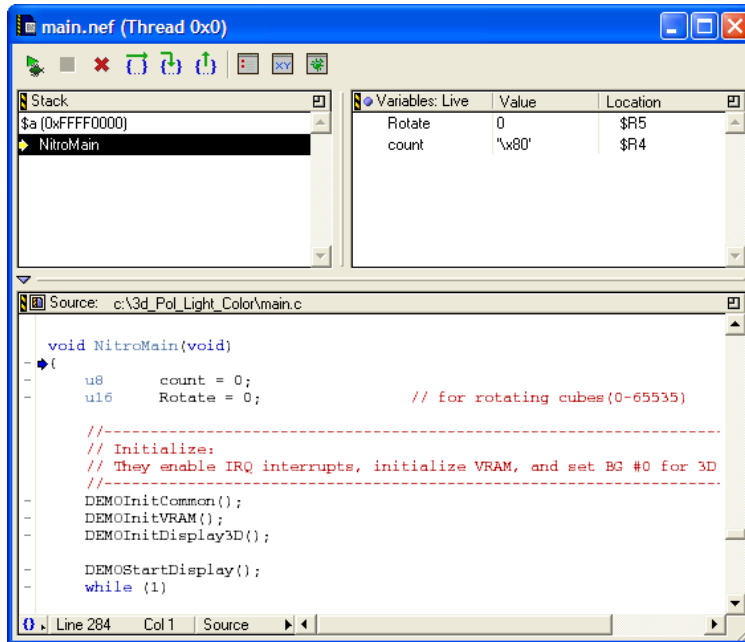 main.nef (Thread 0x0)
Stack
$a (0xFFFF0000)
NitroMain
Variables: Live Value Location
Rotate 0 $R5
count '\x80' $R4
Source: c:\3d_Pol_Light_Color\main.c
void NitroMain(void)
{
u8 count = 0;
u16 Rotate = 0; // for rotating cubes(0-65535)
//---------------------------------------------------------------------------
// Initialize:
// They enable IRQ interrupts, initialize VRAM, and set BG #0 for 3D
//---------------------------------------------------------------------------
DEMOInitCommon();
DEMOInitVRAM();
DEMOInitDisplay3D();
DEMOStartDisplay();
while (1)
Line 284 Col 1 Source